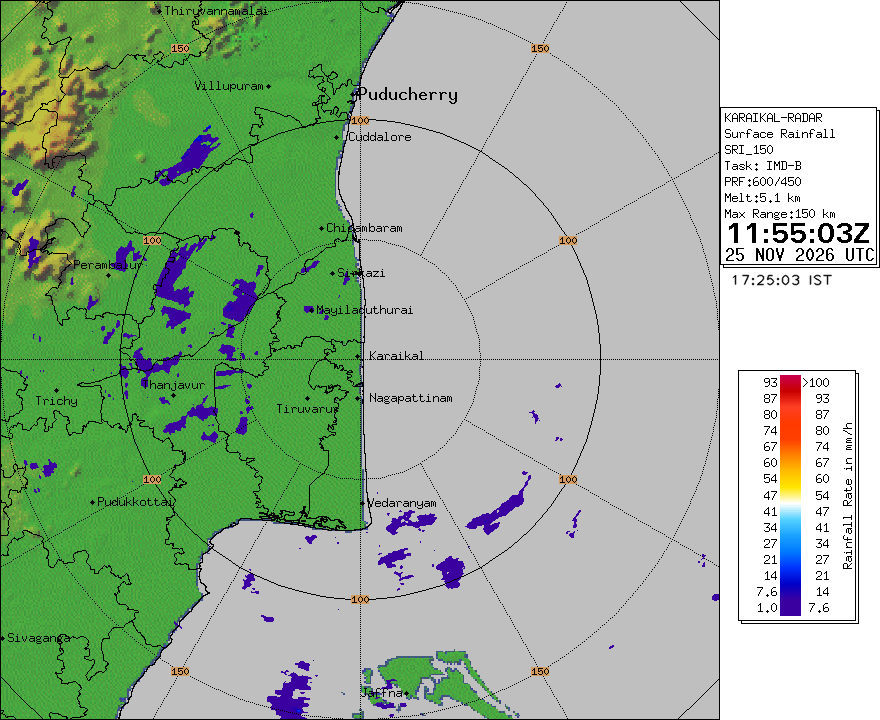 Thiruvannamalai
150
150
Villupuram
Puducherry
100
Cuddalore
KARAIKAL-RADAR
Surface Rainfall
SRI_150
Task: IMD-B
PRF:600/450
Melt:5.1 km
Max Range:150 km
11:55:03Z
25 NOV 2026 UTC
17:25:03 IST
Chidambaram
100
100
Perambalur
Sirkazi
Mayiladuthurai
Karaikal
Thanjavur
Trichy
Tiruvarur
Nagapattinam
93 >100
87 93
80 87
74 80
67 74
60 67
54 60
47 54
41 47
34 41
27 34
21 27
14 21
7.6 14
1.0 7.6
Rainfall Rate in mm/h
100
100
Pudukkottai
Vedaranyam
100
Sivaganga
150
150
Jaffna